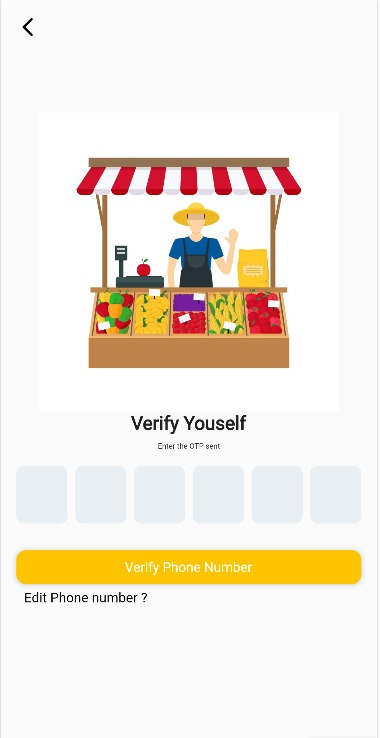 Verify Youself
Enter the OTP sent
Verify Phone Number
Edit Phone number ?